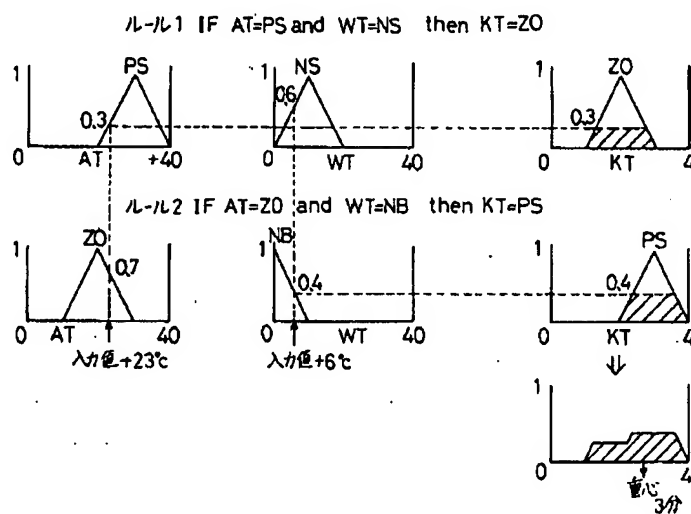 ルール1 IF AT=PS and WT=NS then KT=ZO
1 PS 0.3 0 AT +40
1 NS 0.6 0 WT 40
1 ZO 0.3 0 KT 4
ルール2 IF AT=ZO and WT=NB then KT=PS
1 ZO 0.7 0 AT 40
入力値+23℃
1 NB 0.4 0 WT 40
入力値+6℃
1 PS 0.4 0 KT 4
⇓
1 0 4
重心
3分